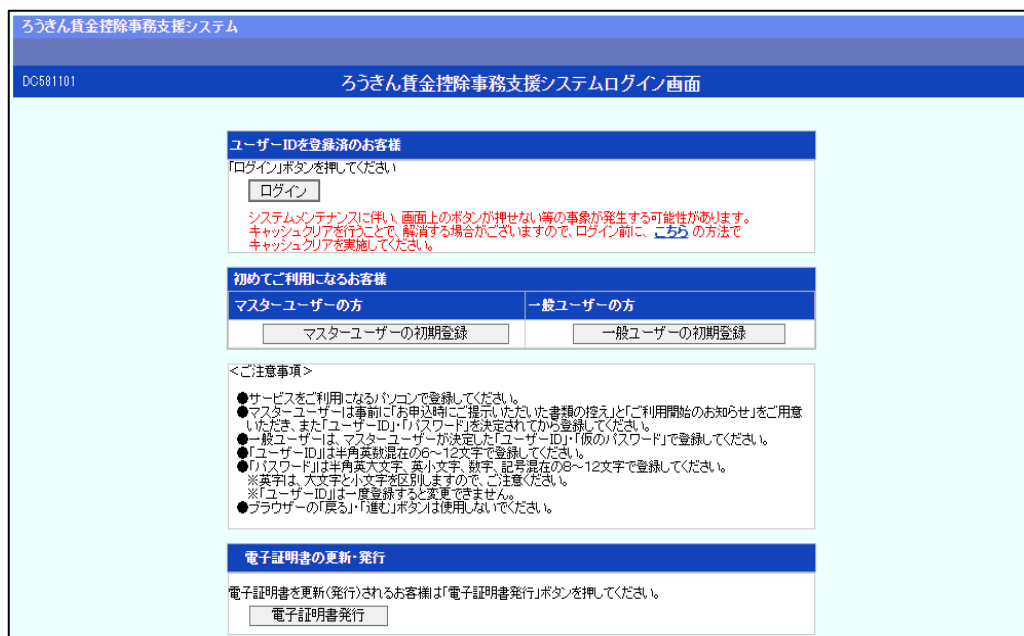 ろうきん賃金控除事務支援システム
DC581101
ろうきん賃金控除事務支援システムログイン画面
ユーザーIDを登録済のお客様
「ログイン」ボタンを押してください
ログイン
システムメンテナンスに伴い、画面上のボタンが押せない等の事象が発生する可能性があります。
キャッシュクリアを行うことで、解消する場合がございますので、ログイン前に、こちら の方法で
キャッシュクリアを実施してください。
初めてご利用になるお客様
マスターユーザーの方
一般ユーザーの方
マスターユーザーの初期登録
一般ユーザーの初期登録
<ご注意事項>
●サービスをご利用になるパソコンで登録してください。
●マスターユーザーは事前に「お申込時にご提示いただいた書類の控え」と「ご利用開始のお知らせ」をご用意
いただき、また「ユーザーID」・「パスワード」を決定されてから登録してください。
●一般ユーザーは、マスターユーザーが決定した「ユーザーID」・「仮のパスワード」で登録してください。
●「ユーザーID」は半角英数混在の6～12文字で登録してください。
●「パスワード」は半角英大文字、英小文字、数字、記号混在の8～12文字で登録してください。
※英字は、大文字と小文字を区別しますので、ご注意ください。
※「ユーザーID」は一度登録すると変更できません。
●ブラウザーの「戻る」・「進む」ボタンは使用しないでください。
電子証明書の更新・発行
電子証明書を更新(発行)されるお客様は「電子証明書発行」ボタンを押してください。
電子証明書発行